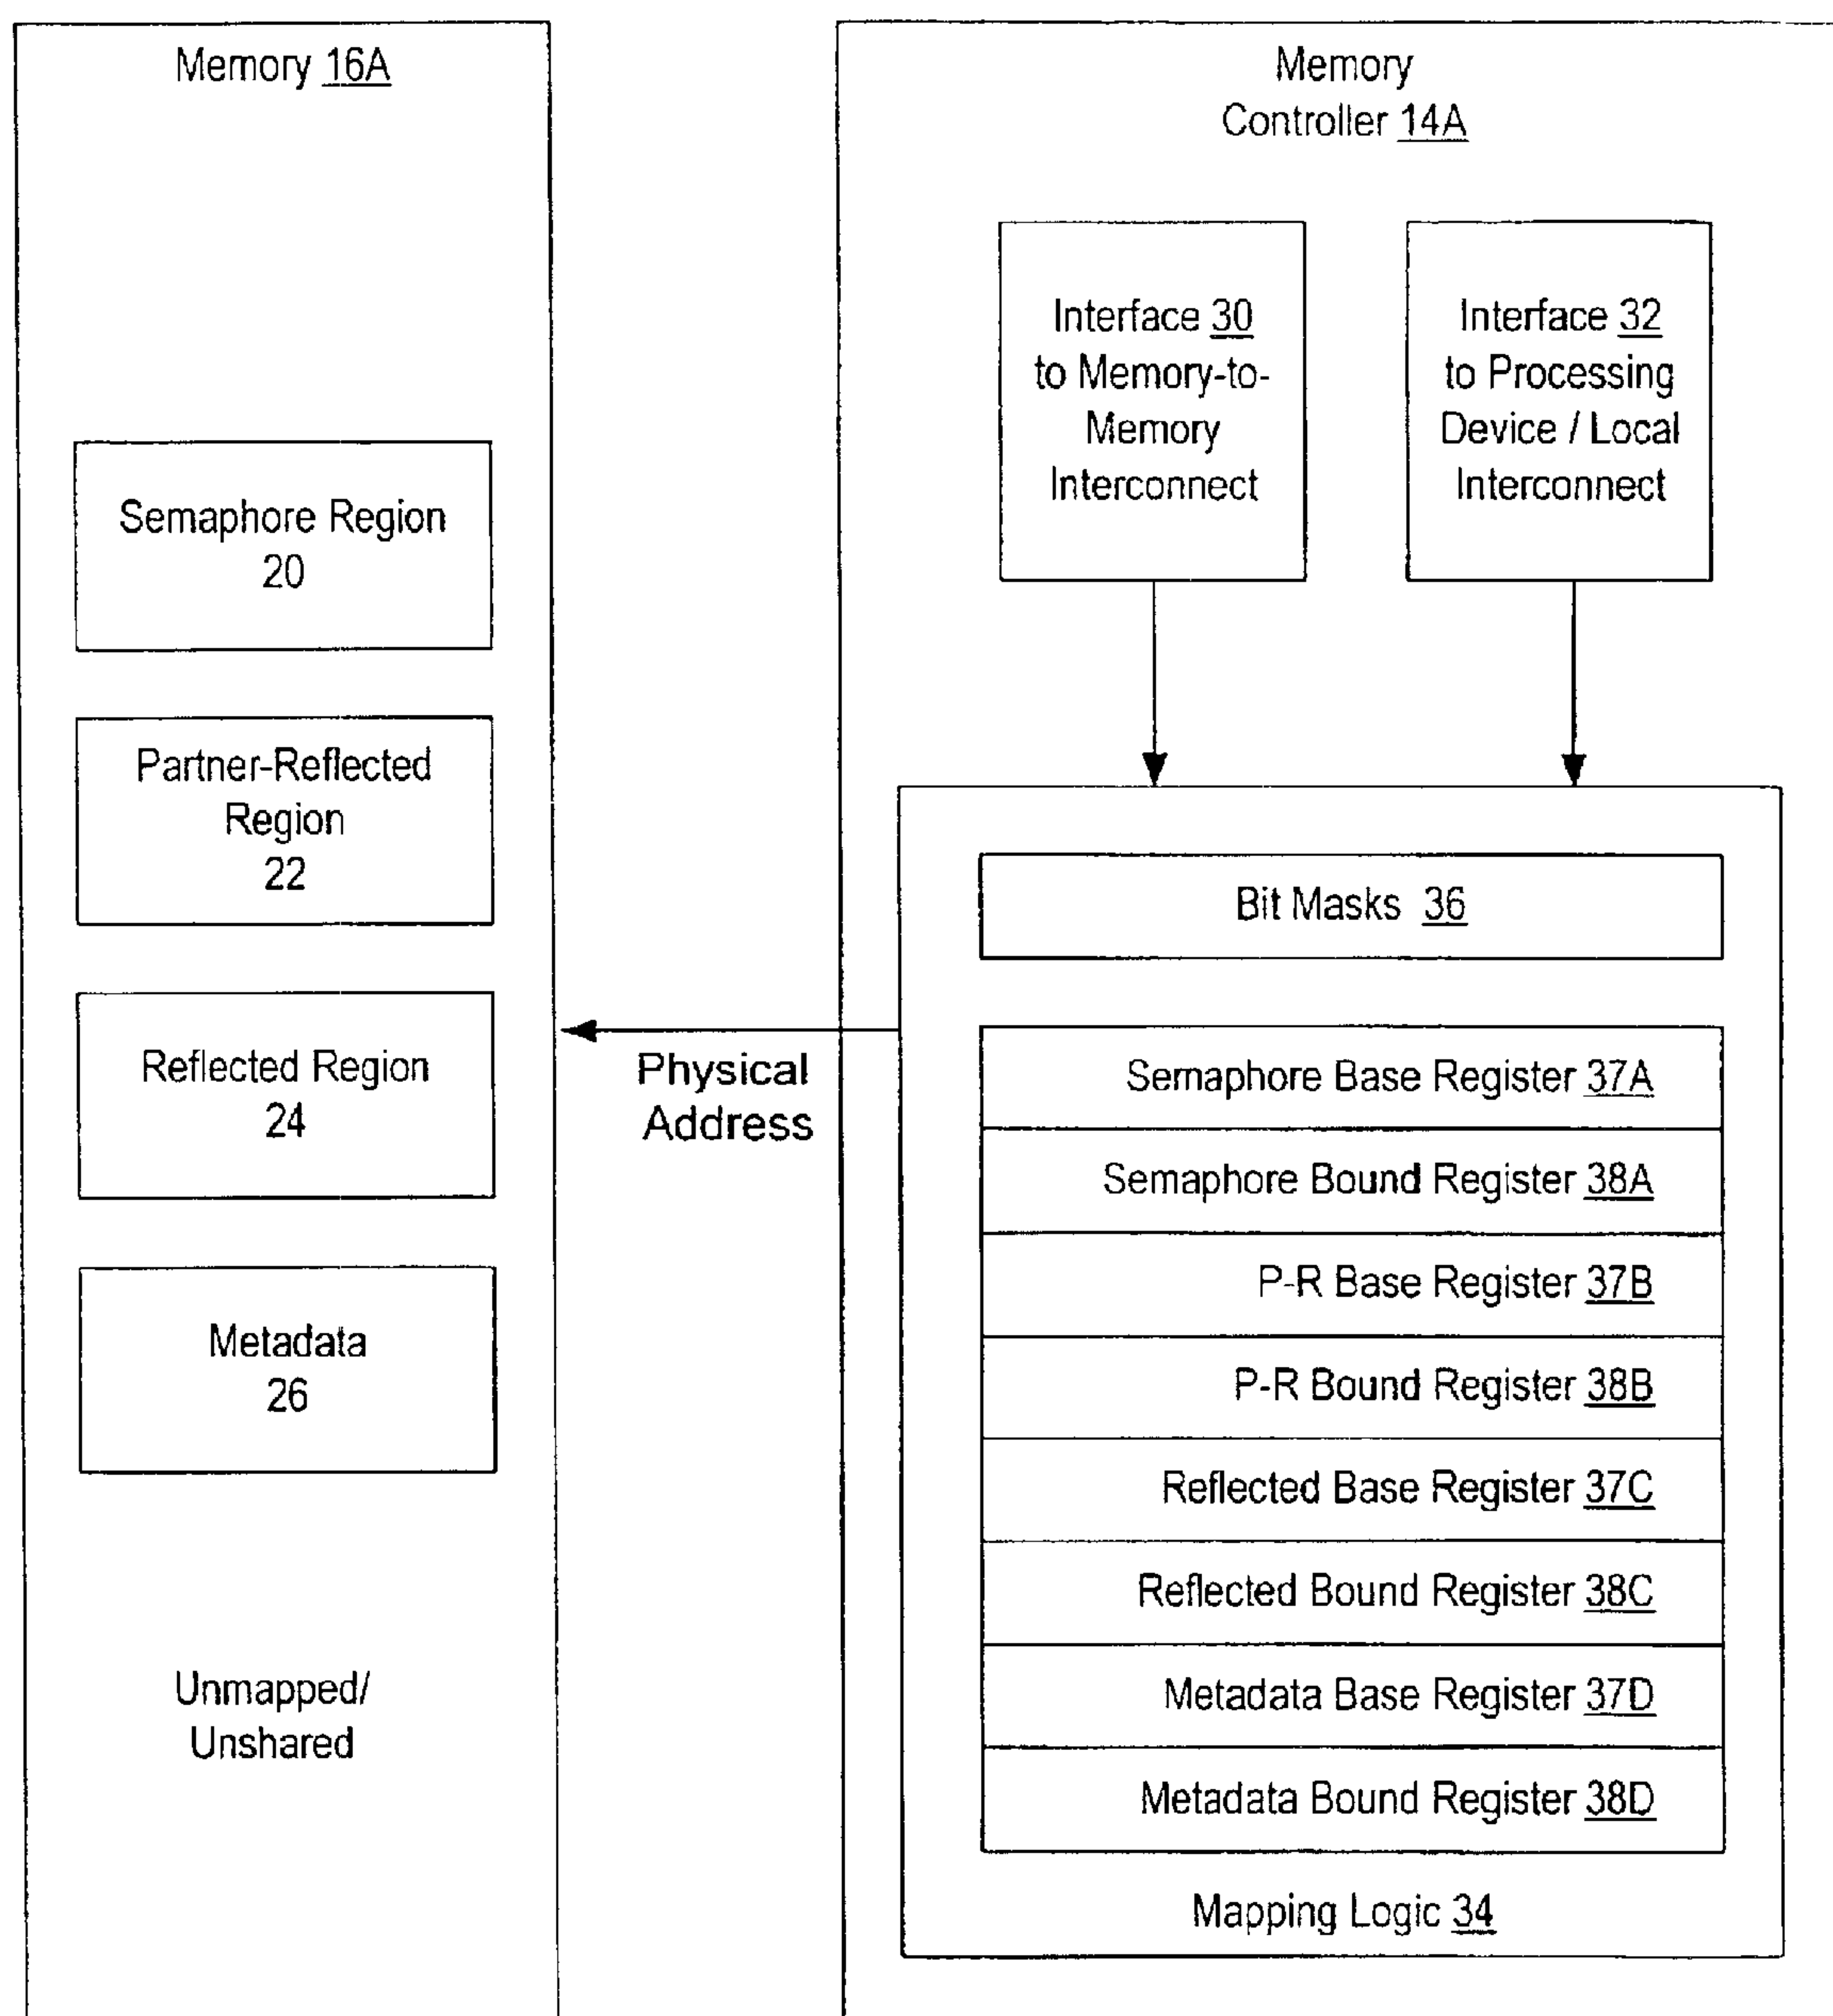 Memory 16A
Semaphore Region
20
Partner-Reflected
Region
22
Reflected Region
24
Metadata
26
Unmapped/
Unshared
Physical
Address
Memory
Controller 14A
Interface 30
to Memory-to-
Memory
Interconnect
Interface 32
to Processing
Device / Local
Interconnect
Bit Masks 36
Semaphore Base Register 37A
Semaphore Bound Register 38A
P-R Base Register 37B
P-R Bound Register 38B
Reflected Base Register 37C
Reflected Bound Register 38C
Metadata Base Register 37D
Metadata Bound Register 38D
Mapping Logic 34